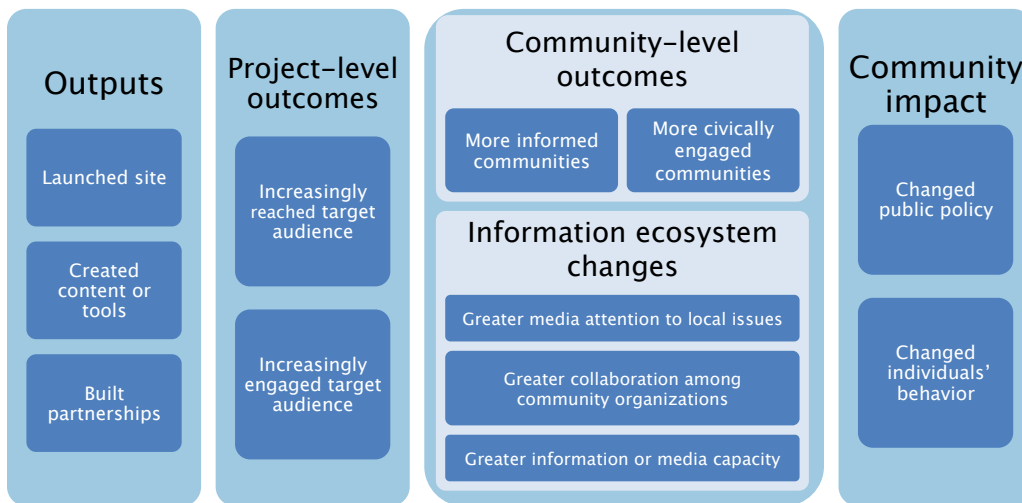 Outputs
Launched site
Created
content or
tools
Built
partnerships
Project-level
outcomes
Increasingly
reached target
audience
Increasingly
engaged target
audience
Community-level
outcomes
More informed
communities
More civically
engaged
communities
Information ecosystem
changes
Greater media attention to local issues
Greater collaboration among
community organizations
Greater information or media capacity
Community
impact
Changed
public policy
Changed
individuals’
behavior